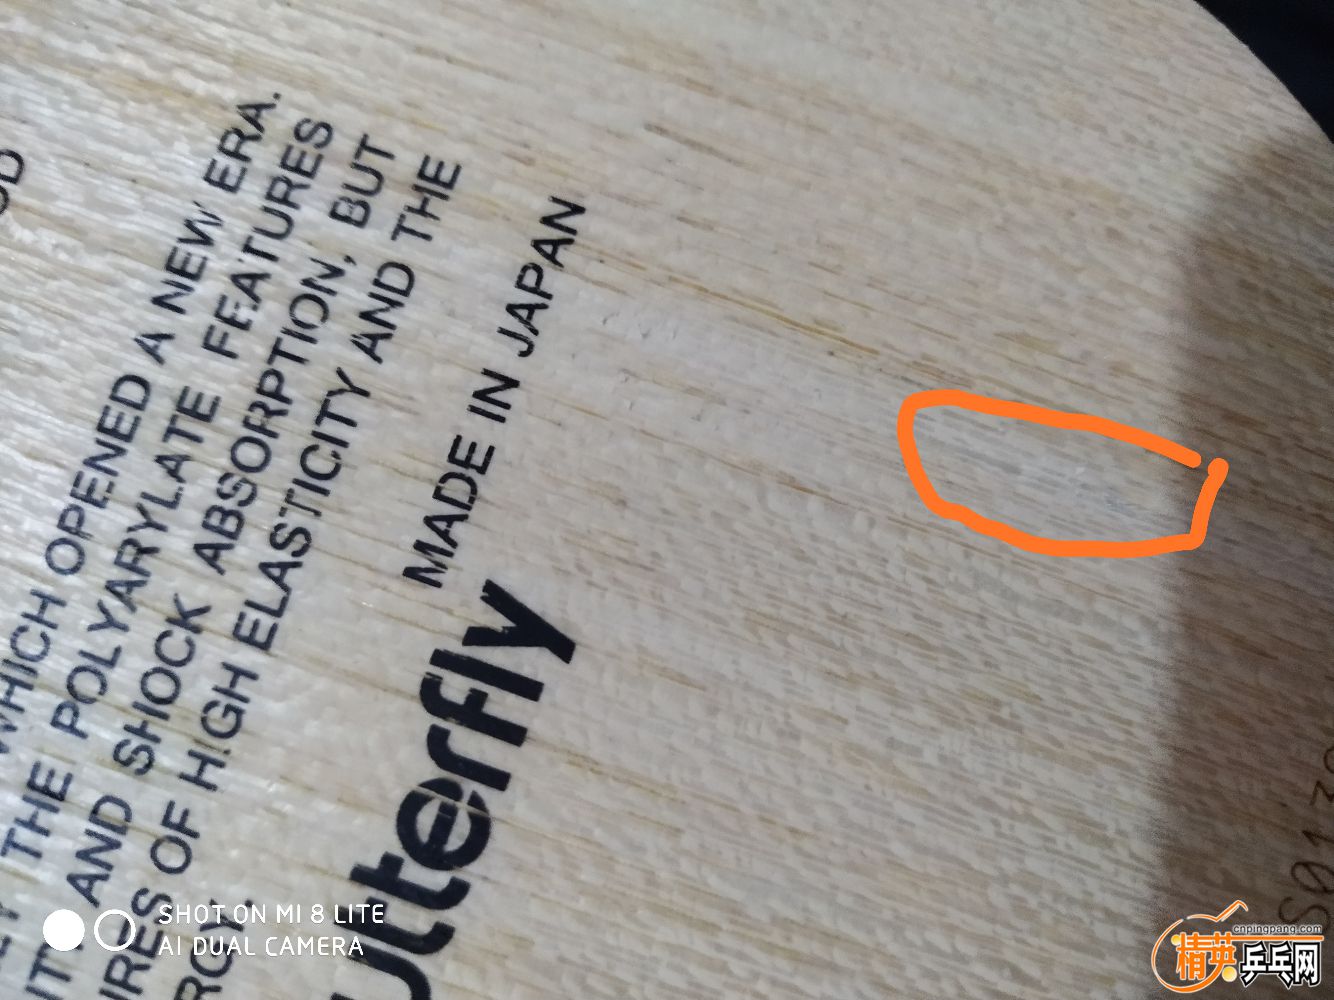 OD
WHICH OPENED A NEW ERA.
THE POLYARYLATE FEATURES
AND SHOCK ABSORPTION, BUT
OF HIGH ELASTICITY AND THE
MADE IN JAPAN
SHOT ON MI 8 LITE
AI DUAL CAMERA
cnpingpang.com
精英乒乓网